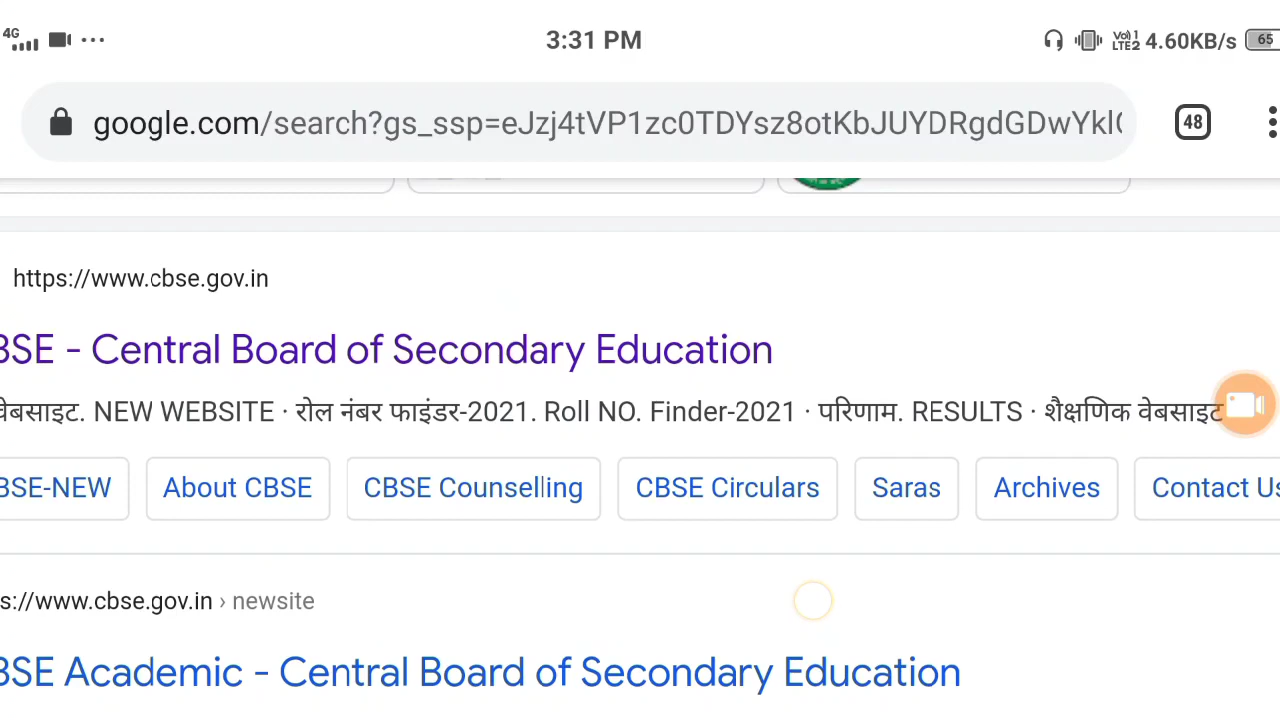 4G 3:31 PM Vo) 1 LTE2 4.60KB/s 65
google.com/search?gs_ssp=eJzj4tVP1zc0TDYsz8otKbJUYDRgdGDwYkl 48
https://www.cbse.gov.in
BSE - Central Board of Secondary Education
वेबसाइट. NEW WEBSITE · रोल नंबर फाइंडर-2021. Roll NO. Finder-2021 · परिणाम. RESULTS · शैक्षणिक वेबसाइट
BSE-NEW About CBSE CBSE Counselling CBSE Circulars Saras Archives Contact Us
s://www.cbse.gov.in › newsite
BSE Academic - Central Board of Secondary Education